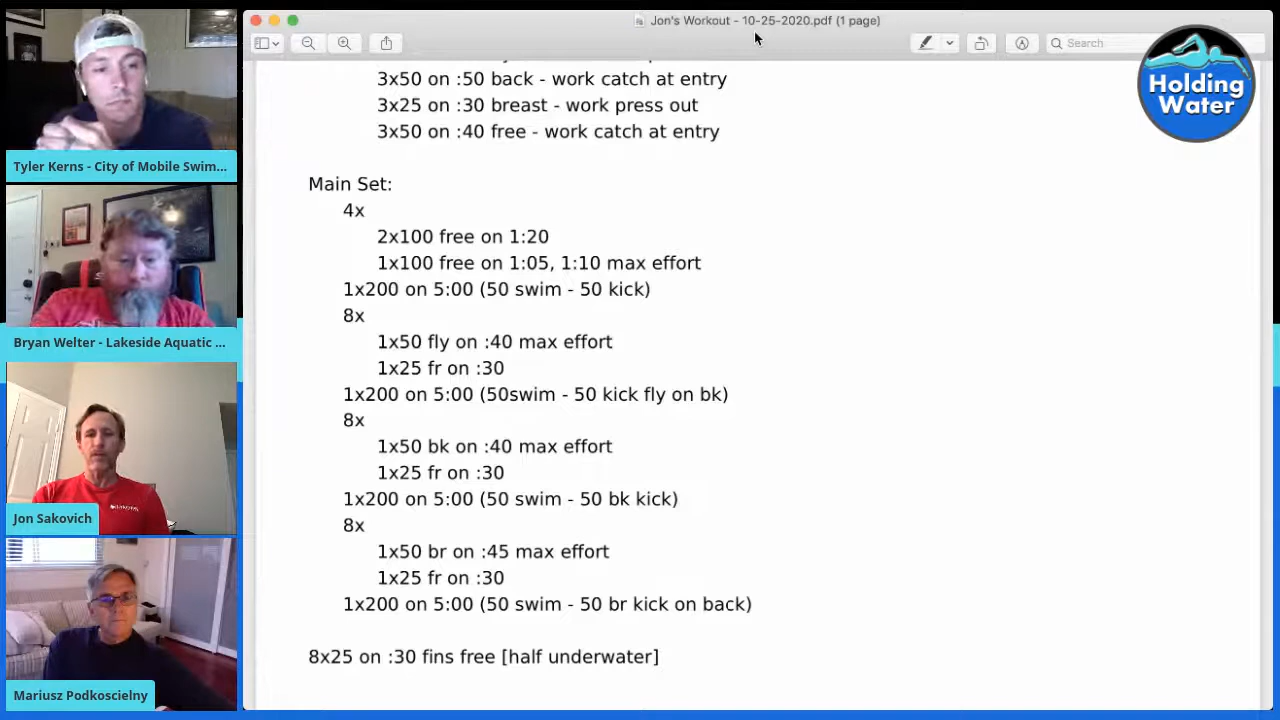 Jon's Workout - 10-25-2020.pdf (1 page)
Search
Holding
Water
3x50 on :50 back - work catch at entry
3x25 on :30 breast - work press out
3x50 on :40 free - work catch at entry
Main Set:
4x
2x100 free on 1:20
1x100 free on 1:05, 1:10 max effort
1x200 on 5:00 (50 swim - 50 kick)
8x
1x50 fly on :40 max effort
1x25 fr on :30
1x200 on 5:00 (50swim - 50 kick fly on bk)
8x
1x50 bk on :40 max effort
1x25 fr on :30
1x200 on 5:00 (50 swim - 50 bk kick)
8x
1x50 br on :45 max effort
1x25 fr on :30
1x200 on 5:00 (50 swim - 50 br kick on back)
8x25 on :30 fins free [half underwater]
Tyler Kerns - City of Mobile Swim...
Bryan Welter - Lakeside Aquatic ...
Jon Sakovich
Mariusz Podkoscielny